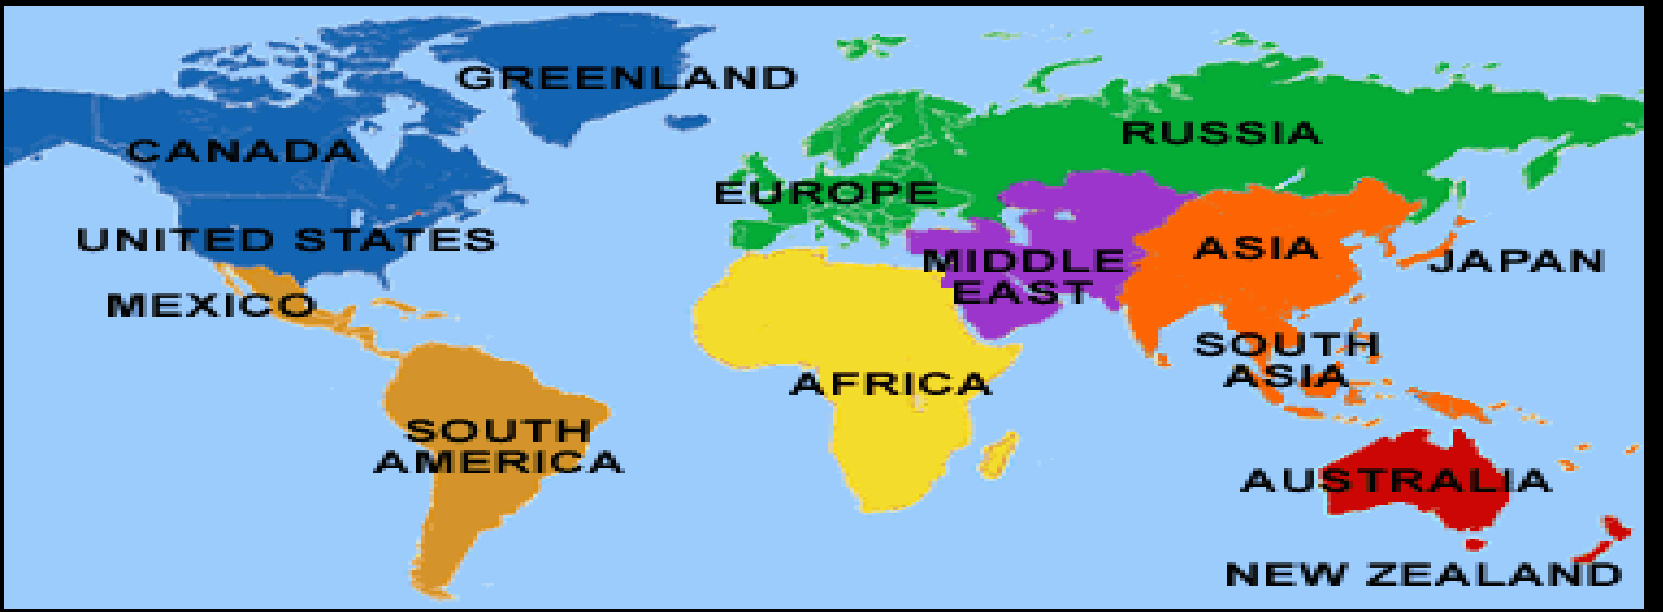 GREENLAND
CANADA
RUSSIA
EUROPE
UNITED STATES
ASIA
JAPAN
MIDDLE
EAST
MEXICO
SOUTH
ASIA
AFRICA
SOUTH
AMERICA
AUSTRALIA
NEW ZEALAND